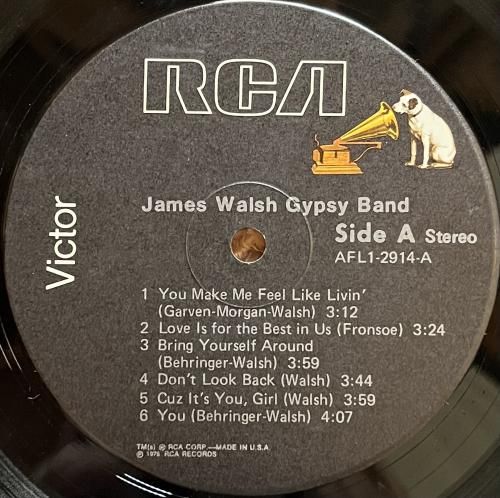 RCA
Victor
James Walsh Gypsy Band
Side A Stereo
AFL1-2914-A
1 You Make Me Feel Like Livin'
(Garven-Morgan-Walsh) 3:12
2 Love Is for the Best in Us (Fronsoe) 3:24
3 Bring Yourself Around
(Behringer-Walsh) 3:59
4 Don't Look Back (Walsh) 3:44
5 Cuz It's You, Girl (Walsh) 3:59
6 You (Behringer-Walsh) 4:07
TM(s) ® RCA CORP.—MADE IN U.S.A.
℗ 1978 RCA RECORDS